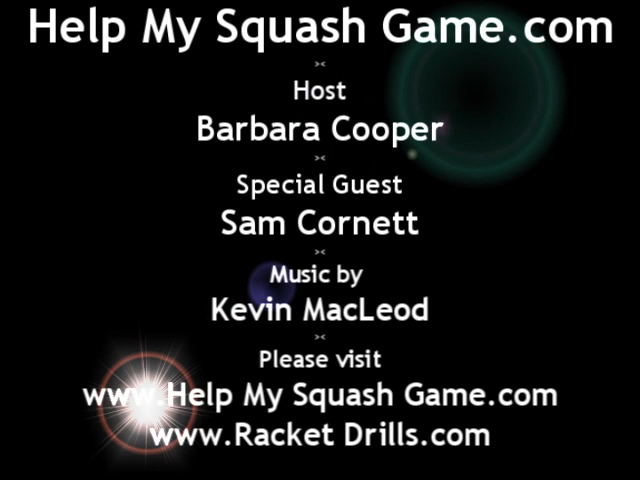 Help My Squash Game.com
><
Host
Barbara Cooper
><
Special Guest
Sam Cornett
><
Music by
Kevin MacLeod
><
Please visit
www.Help My Squash Game.com
www.Racket Drills.com